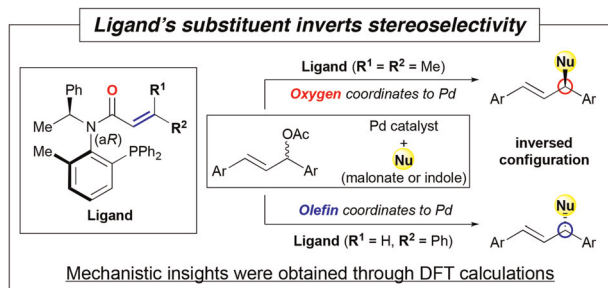 Ligand's substituent inverts stereoselectivity
Ligand (R1 = R2 = Me)
Oxygen coordinates to Pd
Ph
O
R1
R2
Me
N
(aR)
Me
PPh2
Ligand
OAc
Ar
Ar
Pd catalyst
+
Nu
(malonate or indole)
Nu
Ar
Ar
inversed
configuration
Olefin coordinates to Pd
Ligand (R1 = H, R2 = Ph)
Nu
Ar
Ar
Mechanistic insights were obtained through DFT calculations